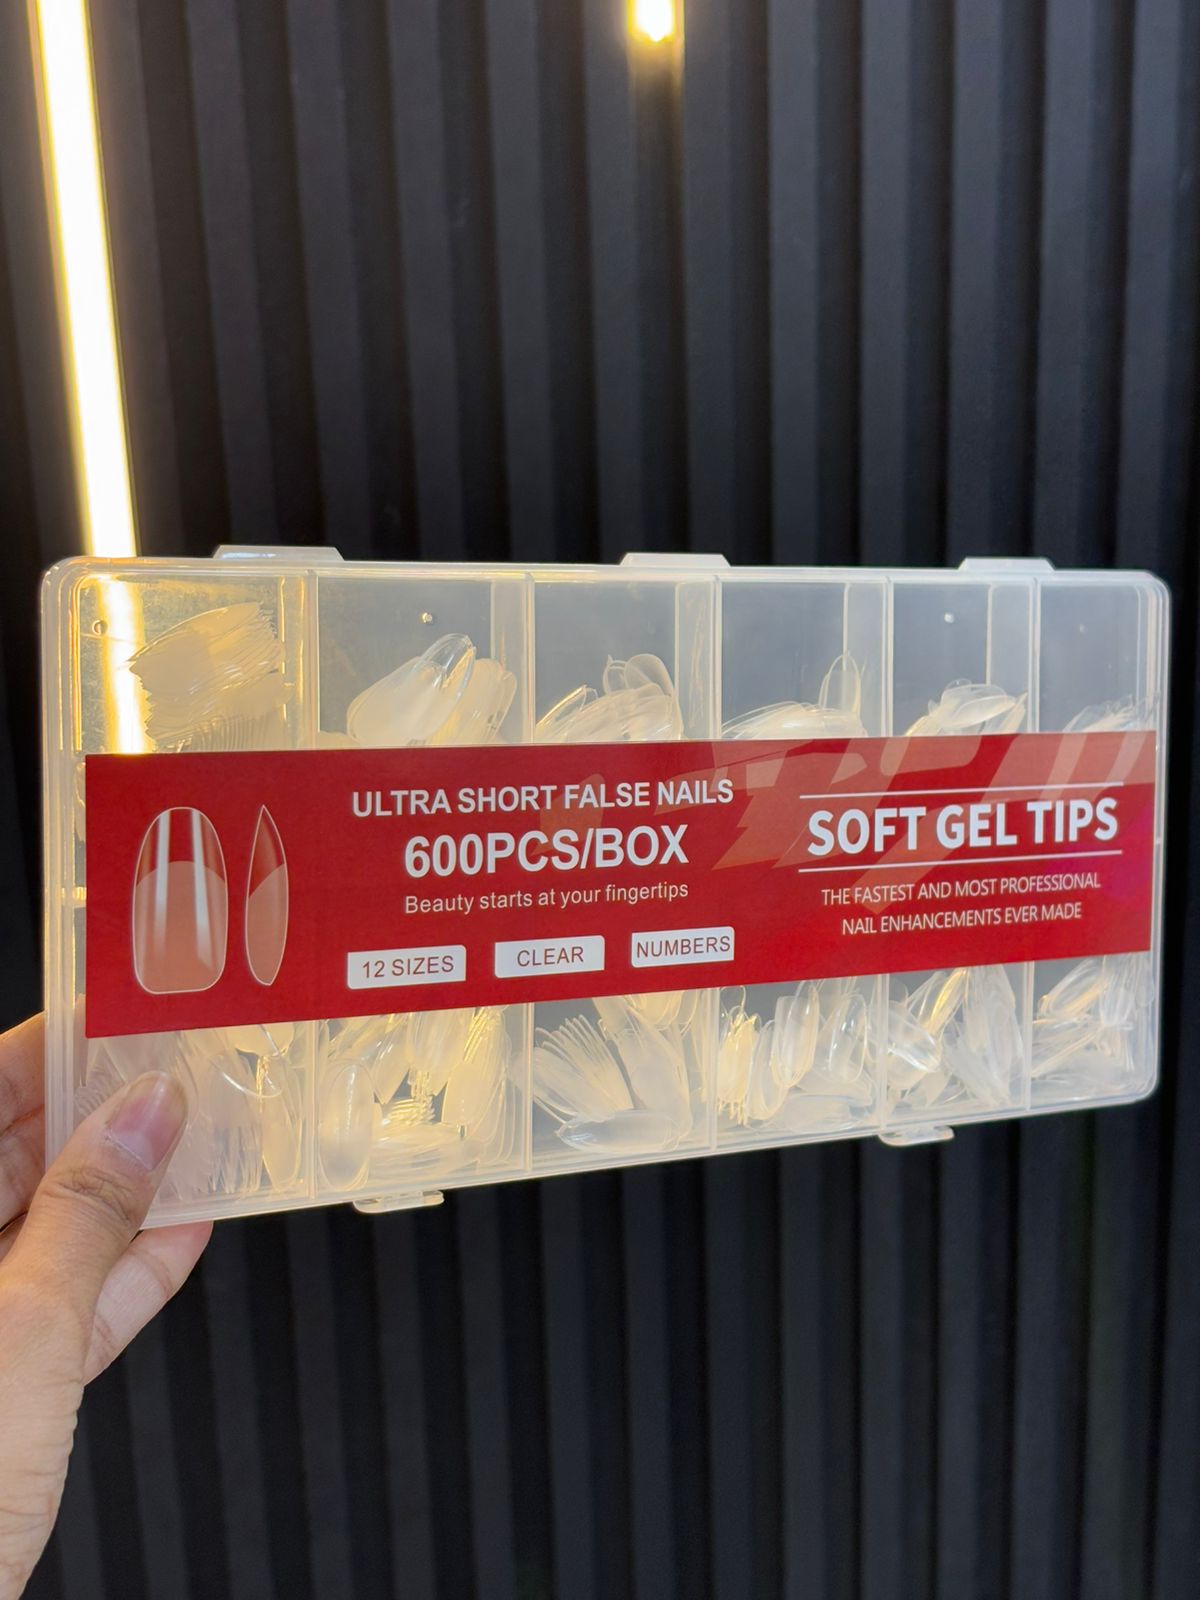 ULTRA SHORT FALSE NAILS
600PCS/BOX
Beauty starts at your fingertips
12 SIZES
CLEAR
NUMBERS
SOFT GEL TIPS
THE FASTEST AND MOST PROFESSIONAL
NAIL ENHANCEMENTS EVER MADE